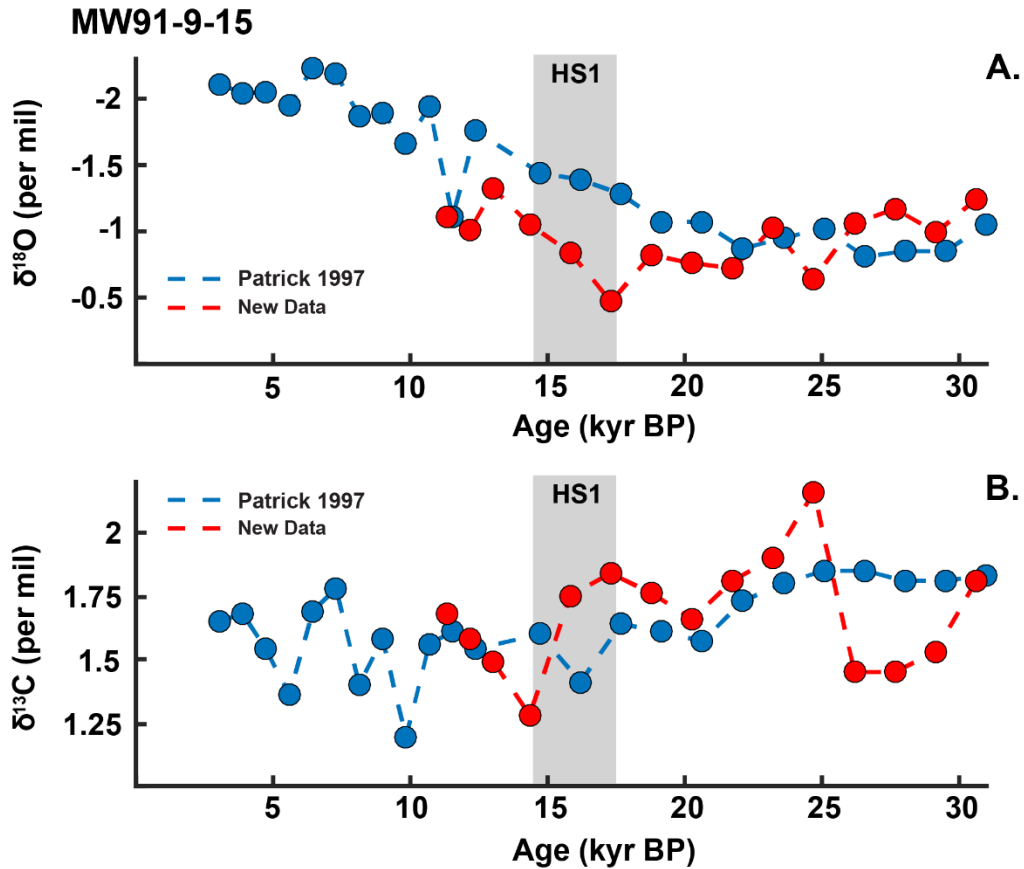 MW91-9-15
A.
HS1
δ¹⁸O (per mil)
-2
-1.5
-1
-0.5
Patrick 1997
New Data
5 10 15 20 25 30
Age (kyr BP)
B.
HS1
δ¹³C (per mil)
2
1.75
1.5
1.25
Patrick 1997
New Data
5 10 15 20 25 30
Age (kyr BP)